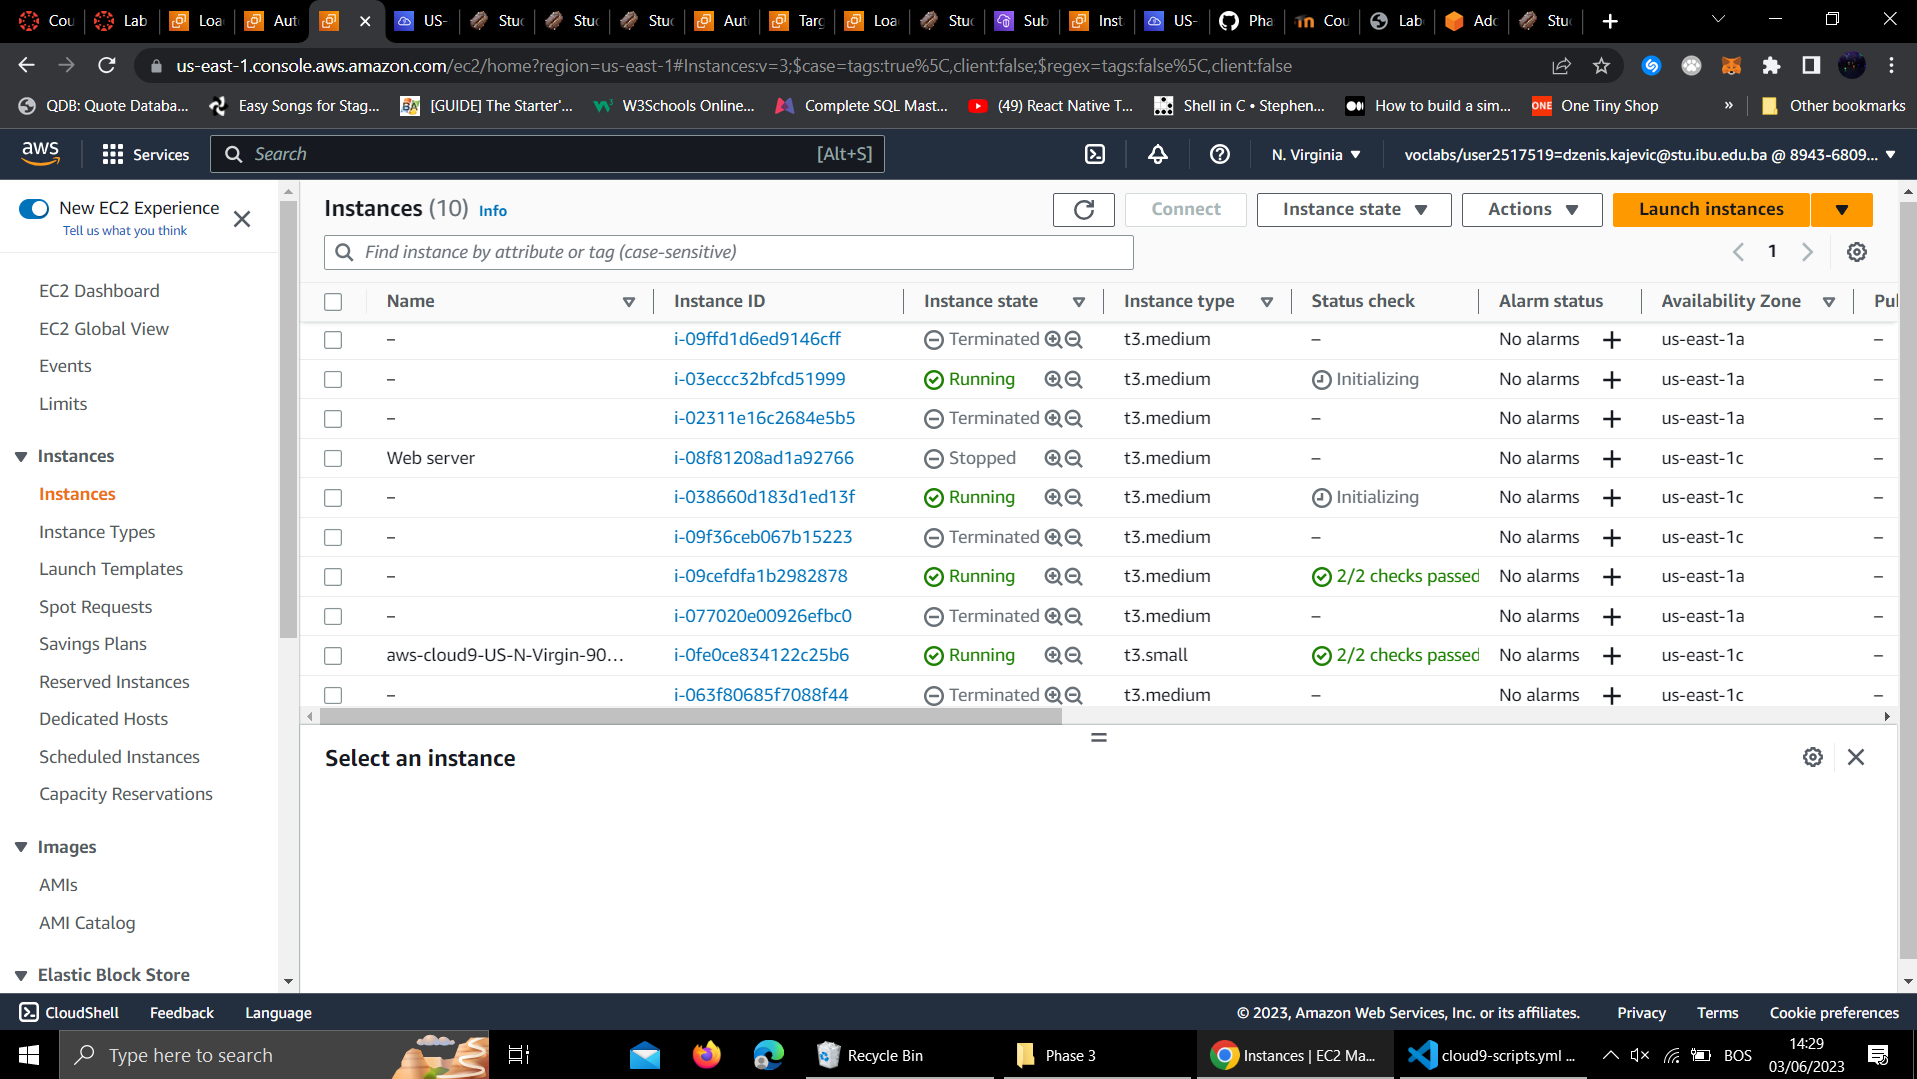 Cou Lab Loa Aut US- Stuc Stuc Stuc Aut Targ Loa Stuc Sub Inst US- Pha Cou Lab Adc Stuc
us-east-1.console.aws.amazon.com/ec2/home?region=us-east-1#Instances:v=3;$case=tags:true%5C,client:false;$regex=tags:false%5C,client:false
QDB: Quote Databa... Easy Songs for Stag... [GUIDE] The Starter'... W3Schools Online... Complete SQL Mast... (49) React Native T... Shell in C • Stephen... How to build a sim... ONE One Tiny Shop » Other bookmarks
aws Services Search [Alt+S] N. Virginia voclabs/user2517519=dzenis.kajevic@stu.ibu.edu.ba @ 8943-6809...
New EC2 Experience
Tell us what you think
EC2 Dashboard
EC2 Global View
Events
Limits
Instances
Instances
Instance Types
Launch Templates
Spot Requests
Savings Plans
Reserved Instances
Dedicated Hosts
Scheduled Instances
Capacity Reservations
Images
AMIs
AMI Catalog
Elastic Block Store
Instances (10) Info Connect Instance state Actions Launch instances
Find instance by attribute or tag (case-sensitive) 1
Name Instance ID Instance state Instance type Status check Alarm status Availability Zone Pul
– i-09ffd1d6ed9146cff Terminated t3.medium – No alarms us-east-1a –
– i-03eccc32bfcd51999 Running t3.medium Initializing No alarms us-east-1a –
– i-02311e16c2684e5b5 Terminated t3.medium – No alarms us-east-1a –
Web server i-08f81208ad1a92766 Stopped t3.medium – No alarms us-east-1c –
– i-038660d183d1ed13f Running t3.medium Initializing No alarms us-east-1c –
– i-09f36ceb067b15223 Terminated t3.medium – No alarms us-east-1c –
– i-09cefdfa1b2982878 Running t3.medium 2/2 checks passed No alarms us-east-1a –
– i-077020e00926efbc0 Terminated t3.medium – No alarms us-east-1a –
aws-cloud9-US-N-Virgin-90... i-0fe0ce834122c25b6 Running t3.small 2/2 checks passed No alarms us-east-1c –
– i-063f80685f7088f44 Terminated t3.medium – No alarms us-east-1c –
Select an instance
CloudShell Feedback Language © 2023, Amazon Web Services, Inc. or its affiliates. Privacy Terms Cookie preferences
Type here to search Recycle Bin Phase 3 Instances | EC2 Ma... cloud9-scripts.yml ... BOS 14:29
03/06/2023